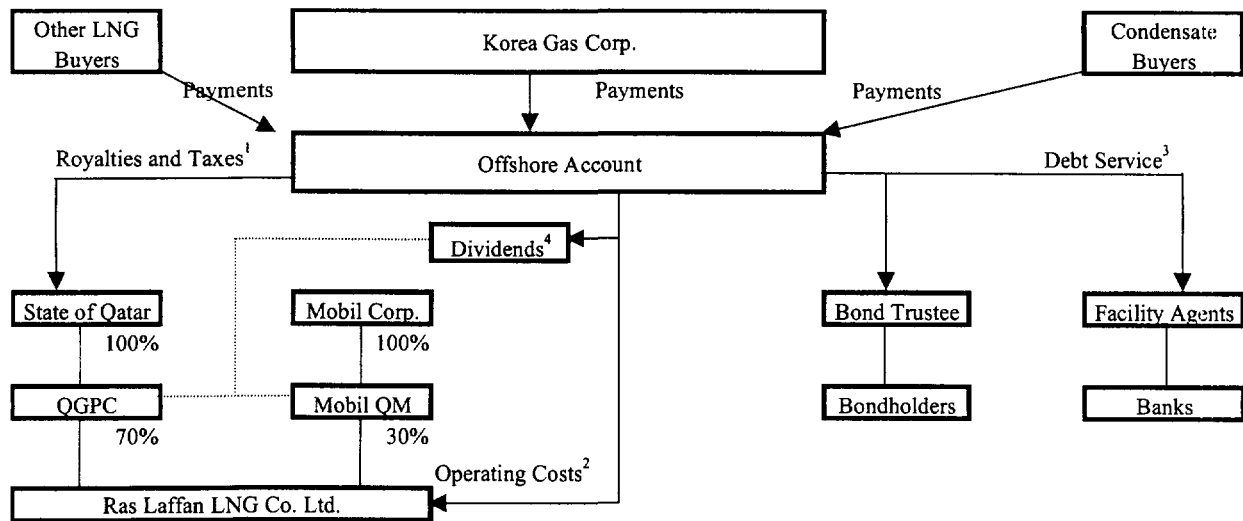 Other LNG
Buyers
Korea Gas Corp.
Condensate
Buyers
Payments
Payments
Payments
Royalties and Taxes¹
Offshore Account
Debt Service³
Dividends⁴
State of Qatar
Mobil Corp.
Bond Trustee
Facility Agents
100%
100%
QGPC
Mobil QM
Bondholders
Banks
70%
30%
Operating Costs²
Ras Laffan LNG Co. Ltd.